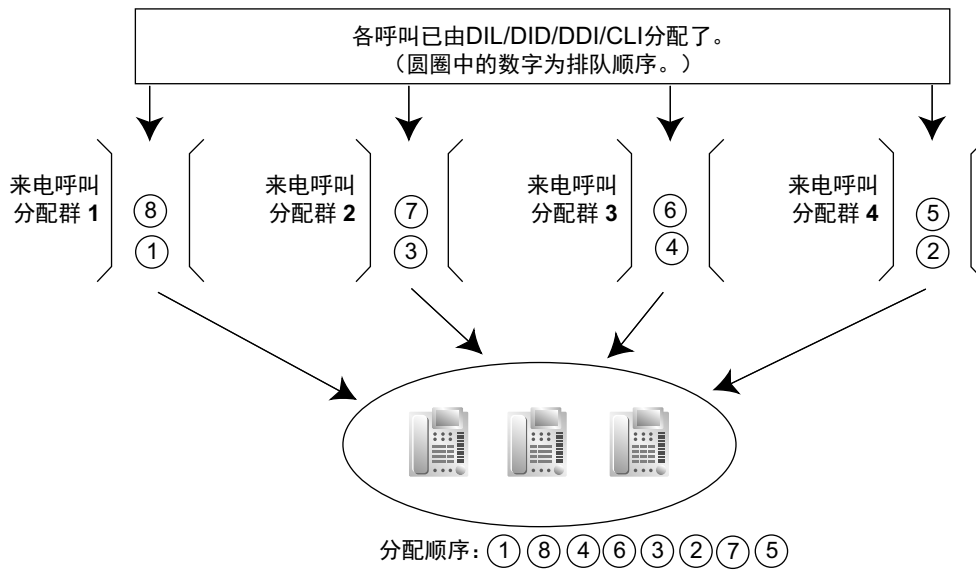 各呼叫已由DIL/DID/DDI/CLI分配了。
（圆圈中的数字为排队顺序。）
来电呼叫
分配群 1
8
1
来电呼叫
分配群 2
7
3
来电呼叫
分配群 3
6
4
来电呼叫
分配群 4
5
2
分配顺序：1 8 4 6 3 2 7 5